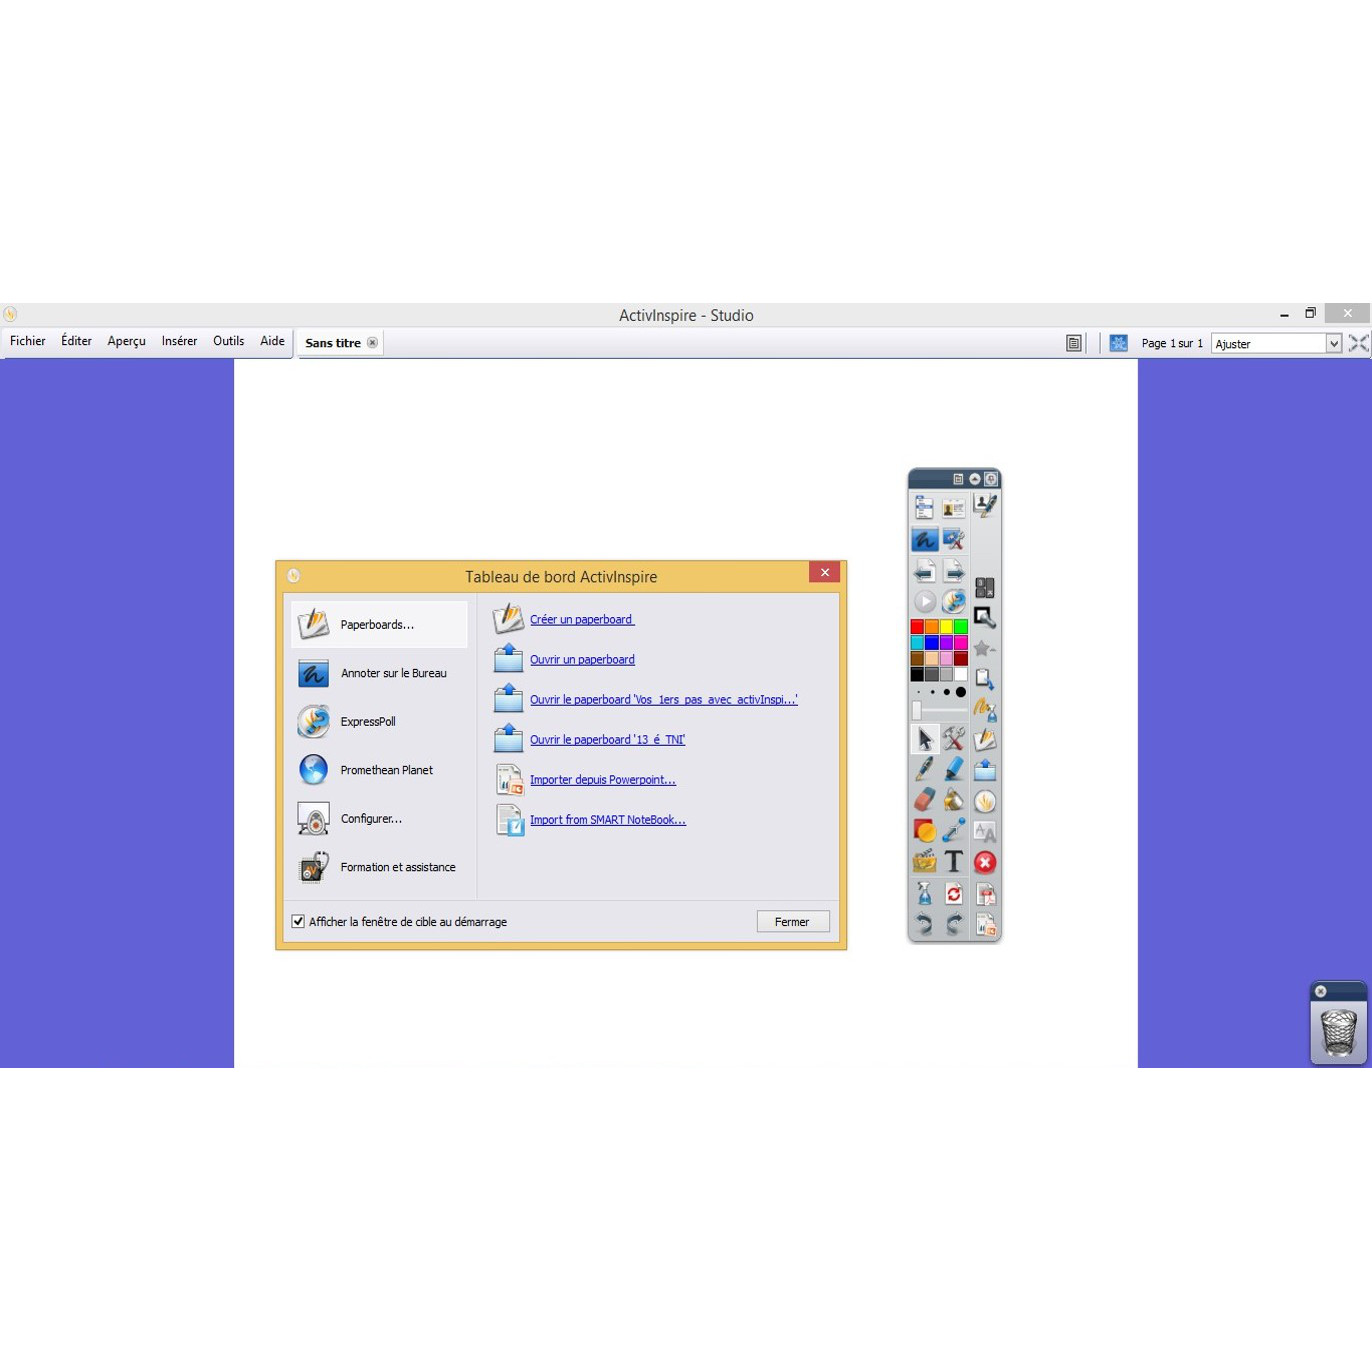 ActivInspire - Studio
Fichier Éditer Aperçu Insérer Outils Aide Sans titre Page 1 sur 1 Ajuster
Tableau de bord ActivInspire
Paperboards...
Annoter sur le Bureau
ExpressPoll
Promethean Planet
Configurer...
Formation et assistance
Créer un paperboard
Ouvrir un paperboard
Ouvrir le paperboard 'Vos_1ers_pas_avec_activInspi...'
Ouvrir le paperboard '13_é_TNI'
Importer depuis Powerpoint...
Import from SMART NoteBook...
Afficher la fenêtre de cible au démarrage
Fermer